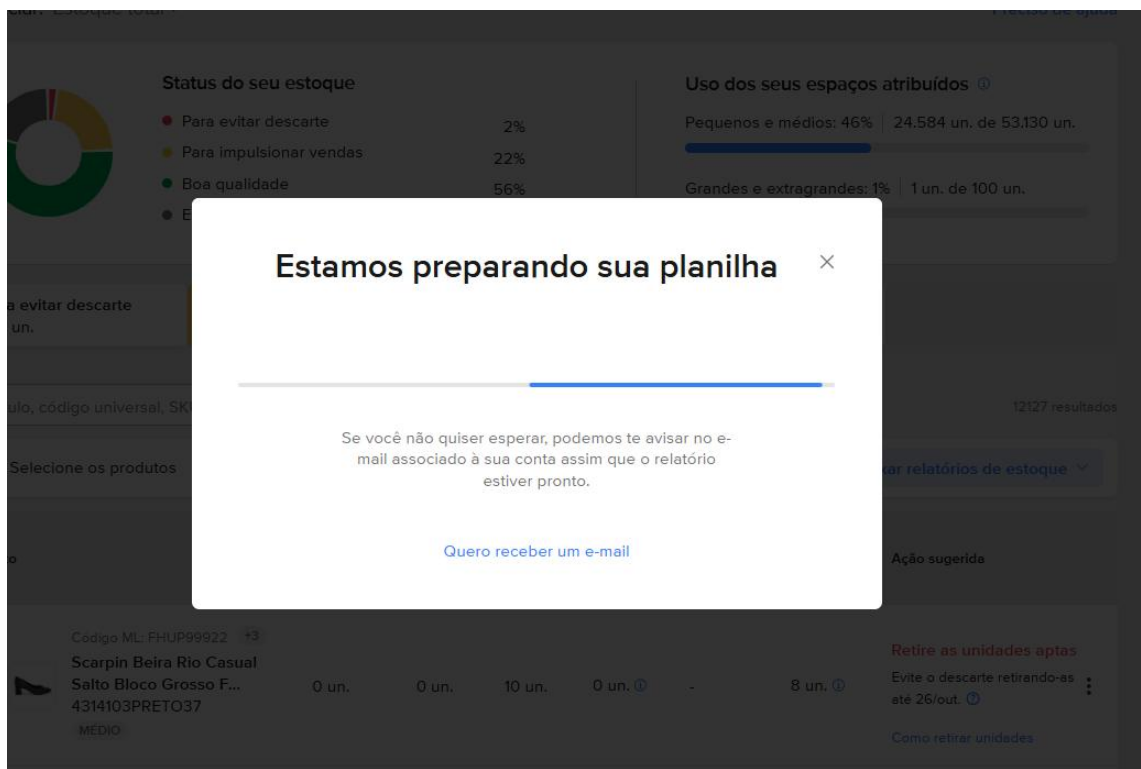 Estoque total
Preciso de ajuda
Status do seu estoque
Para evitar descarte 2%
Para impulsionar vendas 22%
Boa qualidade 56%
E
Uso dos seus espaços atribuídos
Pequenos e médios: 46% | 24.584 un. de 53.130 un.
Grandes e extragrandes: 1% | 1 un. de 100 un.
Estamos preparando sua planilha
a evitar descarte
un.
Se você não quiser esperar, podemos te avisar no e-
mail associado à sua conta assim que o relatório
estiver pronto.
Quero receber um e-mail
ulo, código universal, SK
12127 resultados
Selecione os produtos
ar relatórios de estoque
o
Ação sugerida
Código ML: FHUP99922 +3
Scarpin Beira Rio Casual
Salto Bloco Grosso F...
4314103PRETO37
MÉDIO
0 un. 0 un. 10 un. 0 un. - 8 un.
Retire as unidades aptas
Evite o descarte retirando-as
até 26/out.
Como retirar unidades